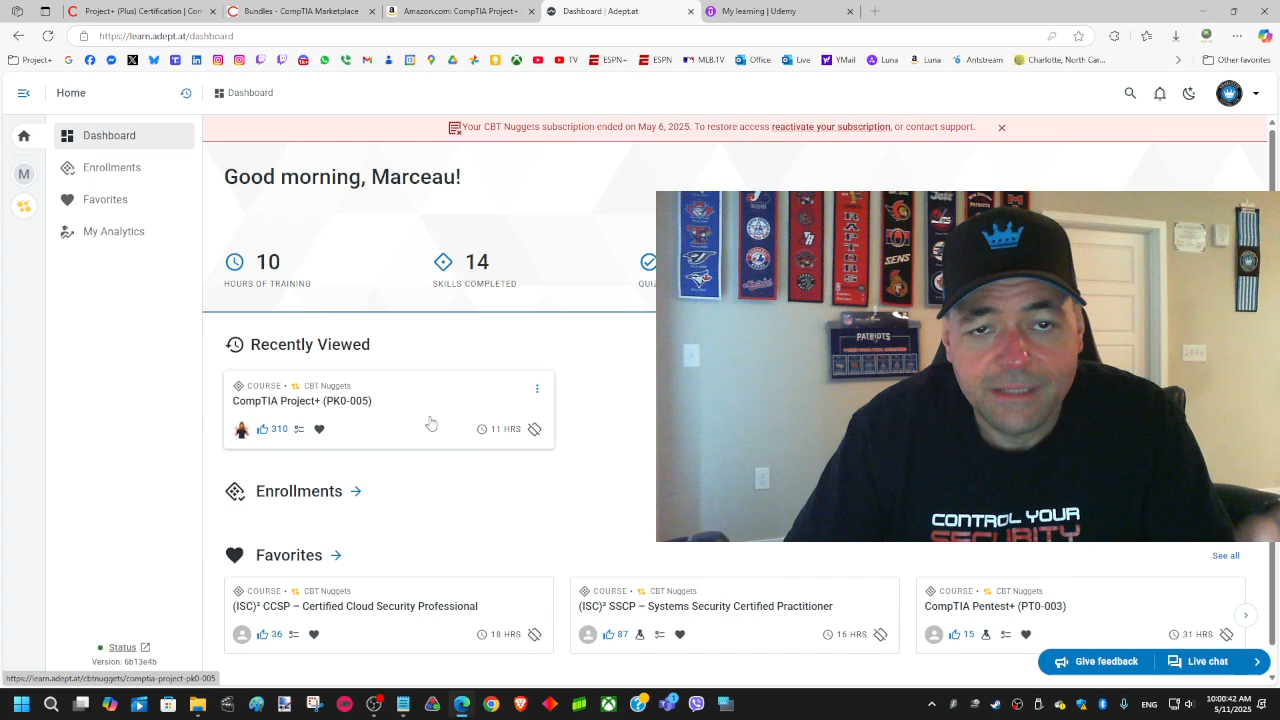 Project+ (Plus) Certification | C
Bundles - CompTIA Marketplace
Amazon.com: CompTIA Project+
Dashboard | Adept.at
My learning | Udemy
https://learn.adept.at/dashboard
Project+
TV
ESPN+
ESPN
MLB.TV
Office
Live
YMail
Luna
Luna
Antstream
Charlotte, North Car...
Other favorites
Home
Dashboard
Dashboard
Enrollments
Favorites
My Analytics
M
Your CBT Nuggets subscription ended on May 6, 2025. To restore access reactivate your subscription, or contact support.
Good morning, Marceau!
10
HOURS OF TRAINING
14
SKILLS COMPLETED
QUIZ
Recently Viewed
COURSE • CBT Nuggets
CompTIA Project+ (PK0-005)
310
11 HRS
Enrollments
Favorites
See all
COURSE • CBT Nuggets
(ISC)² CCSP – Certified Cloud Security Professional
36
18 HRS
COURSE • CBT Nuggets
(ISC)² SSCP – Systems Security Certified Practitioner
87
16 HRS
COURSE • CBT Nuggets
CompTIA Pentest+ (PT0-003)
15
31 HRS
RAPTORS
SENS
PATRIOTS
CONTROL YOUR
SECURITY
Status
Version: 6b13e4b
https://learn.adept.at/cbtnuggets/comptia-project-pk0-005
Give feedback
Live chat
ENG
10:00:42 AM
5/11/2025